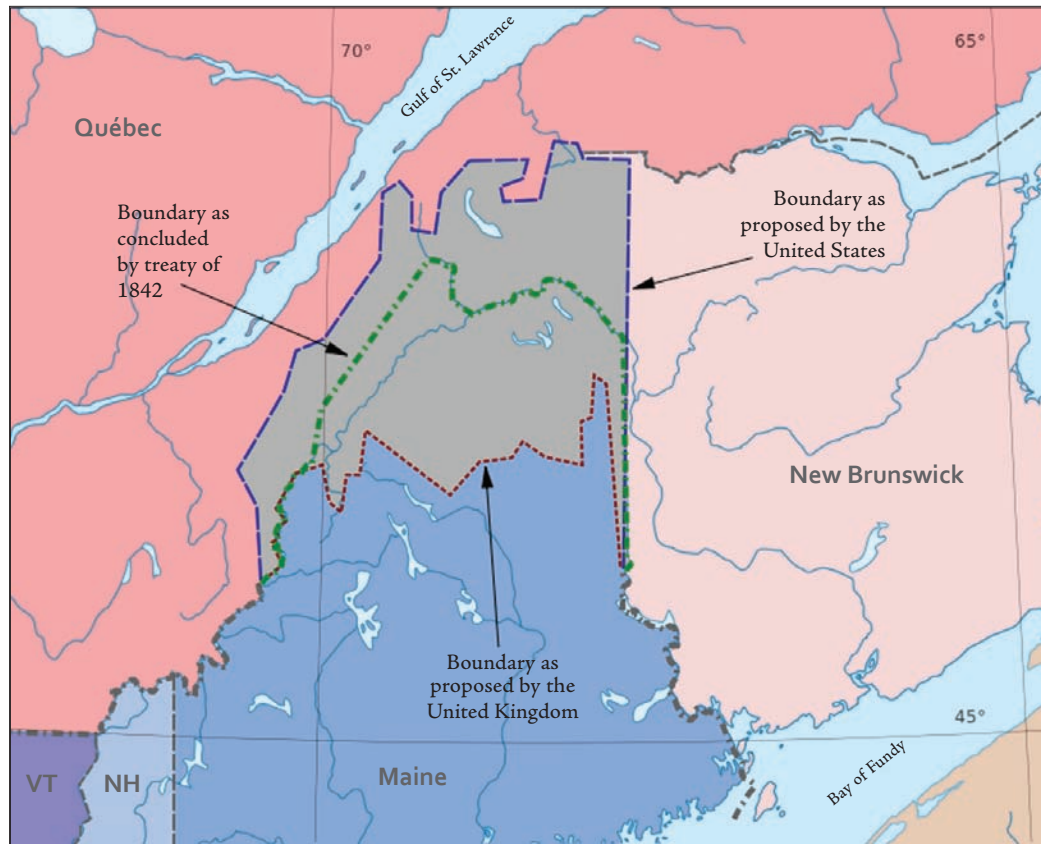 70°
65°
Gulf of St. Lawrence
Québec
Boundary as
concluded
by treaty of
1842
Boundary as
proposed by the
United States
New Brunswick
Boundary as
proposed by the
United Kingdom
45°
VT
NH
Maine
Bay of Fundy